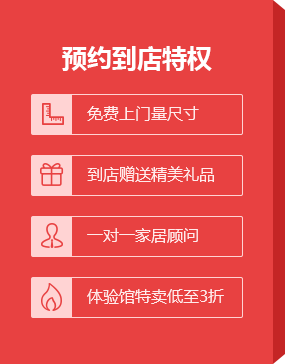 预约到店特权
免费上门量尺寸
到店赠送精美礼品
一对一家居顾问
体验馆特卖低至3折